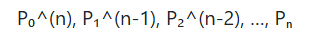 P₀^(n), P₁^(n-1), P₂^(n-2), ..., Pₙ